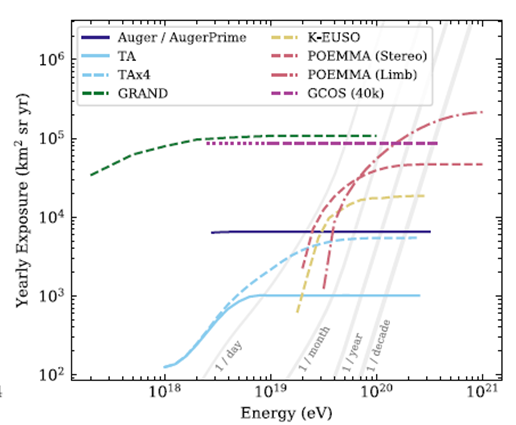 Auger / AugerPrime
TA
TAx4
GRAND
K-EUSO
POEMMA (Stereo)
POEMMA (Limb)
GCOS (40k)
Yearly Exposure (km² sr yr)
10⁶
10⁵
10⁴
10³
10²
1 / day
1 / month
1 / year
1 / decade
10¹⁸
10¹⁹
10²⁰
10²¹
Energy (eV)